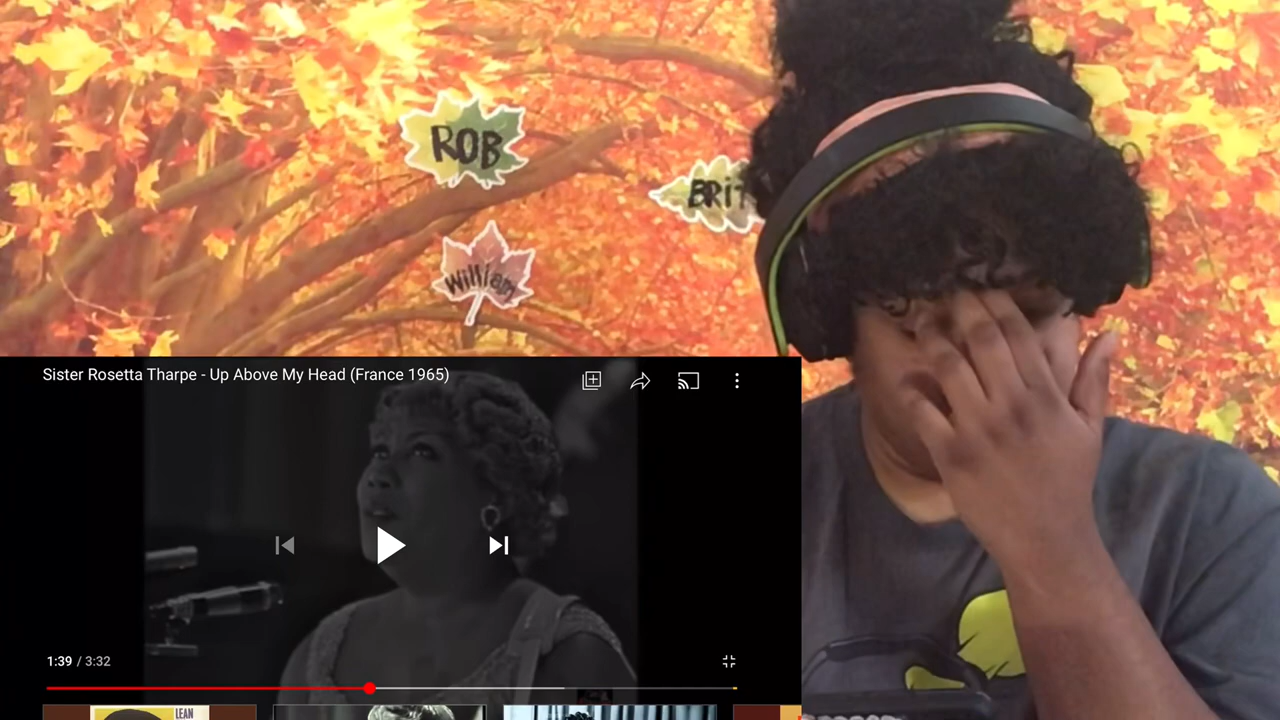 ROB
BRIT
William
Sister Rosetta Tharpe - Up Above My Head (France 1965)
1:39 / 3:32
LEAN